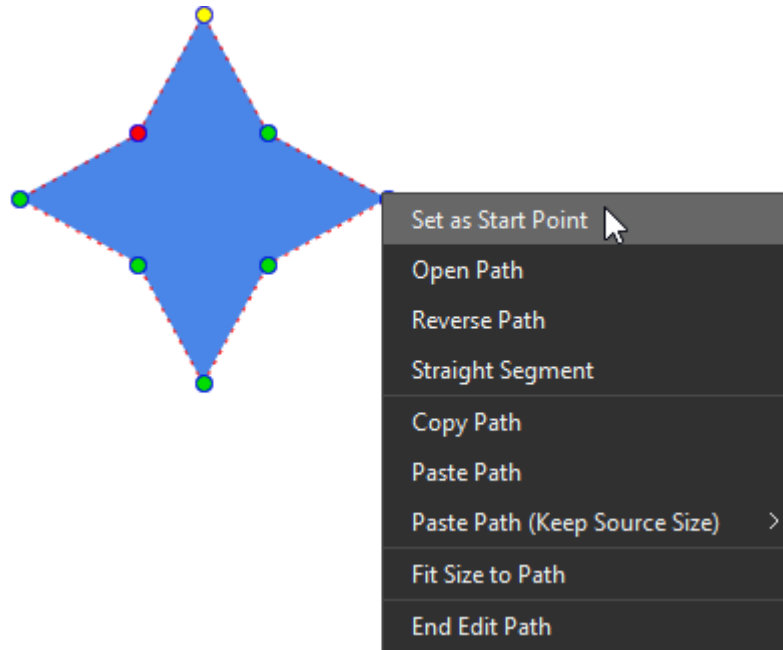 Set as Start Point
Open Path
Reverse Path
Straight Segment
Copy Path
Paste Path
Paste Path (Keep Source Size)
Fit Size to Path
End Edit Path